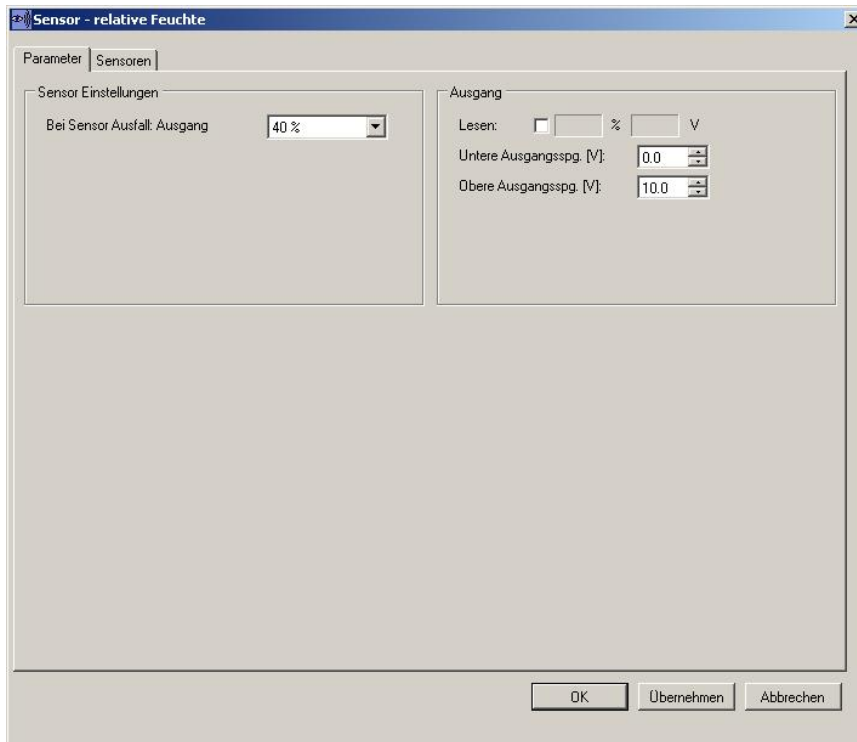 Sensor - relative Feuchte
Parameter
Sensoren
Sensor Einstellungen
Bei Sensor Ausfall: Ausgang
40 %
Ausgang
Lesen: % V
Untere Ausgangsspg. [V]: 0.0
Obere Ausgangsspg. [V]: 10.0
OK
Übernehmen
Abbrechen